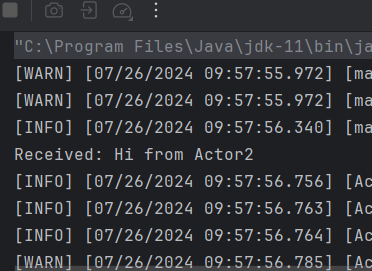 "C:\Program Files\Java\jdk-11\bin\ja
[WARN] [07/26/2024 09:57:55.972] [ma
[WARN] [07/26/2024 09:57:55.972] [ma
[INFO] [07/26/2024 09:57:56.340] [ma
Received: Hi from Actor2
[INFO] [07/26/2024 09:57:56.756] [Ac
[INFO] [07/26/2024 09:57:56.763] [Ac
[INFO] [07/26/2024 09:57:56.764] [Ac
[WARN] [07/26/2024 09:57:56.785] [Ac